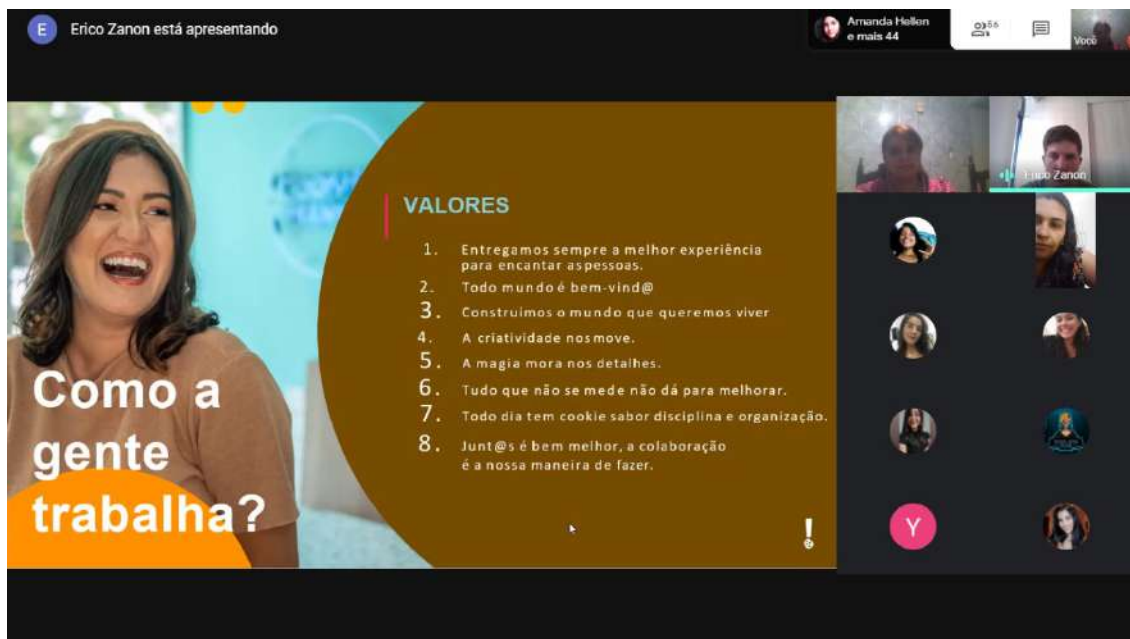 E Erico Zanon está apresentando
Amanda Hellen
e mais 44
56
Você
Erico Zanon
VALORES
1. Entregamos sempre a melhor experiência
para encantar aspessoas.
2. Todo mundo é bem-vind@
3. Construimos o mundo que queremos viver
4. A criatividade nosmove.
5. A magia mora nos detalhes.
6. Tudo que não se mede não dá para melhorar.
7. Todo dia tem cookie sabor disciplina e organização.
8. Junt@s é bem melhor, a colaboração
é a nossa maneira de fazer.
Como a
gente
trabalha?
!
Y